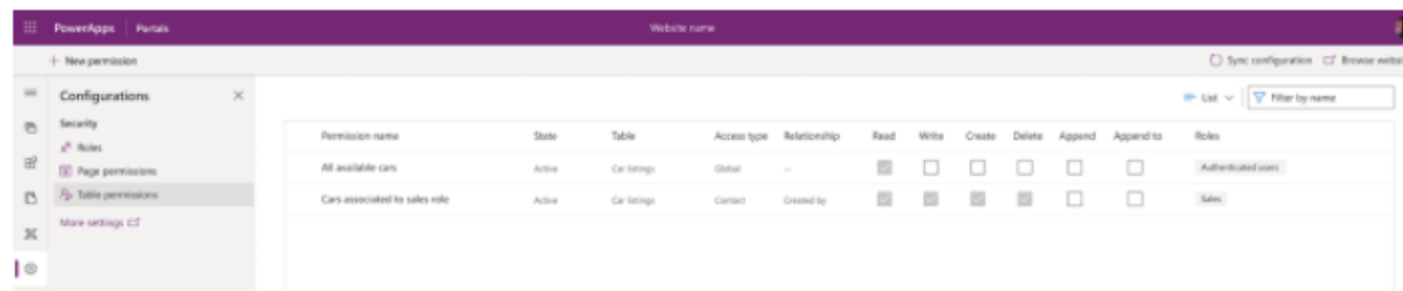 PowerApps Portals Website name
+ New permission Sync configuration Browse websi
Configurations List Filter by name
Security
Roles
Page permissions
Table permissions
More settings
Permission name State Table Access type Relationship Read Write Create Delete Append Append to Roles
All available cars Active Car listings Global --- Authenticated users
Cars associated to sales role Active Car listings Contact Created by Sales